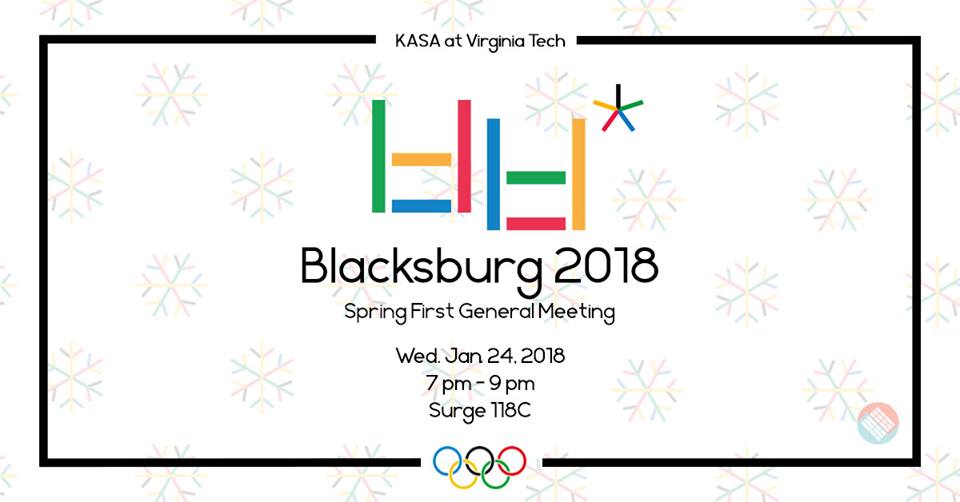 KASA at Virginia Tech
ㅂㅂ
Blacksburg 2018
Spring First General Meeting
Wed. Jan. 24, 2018
7 pm - 9 pm
Surge 118C